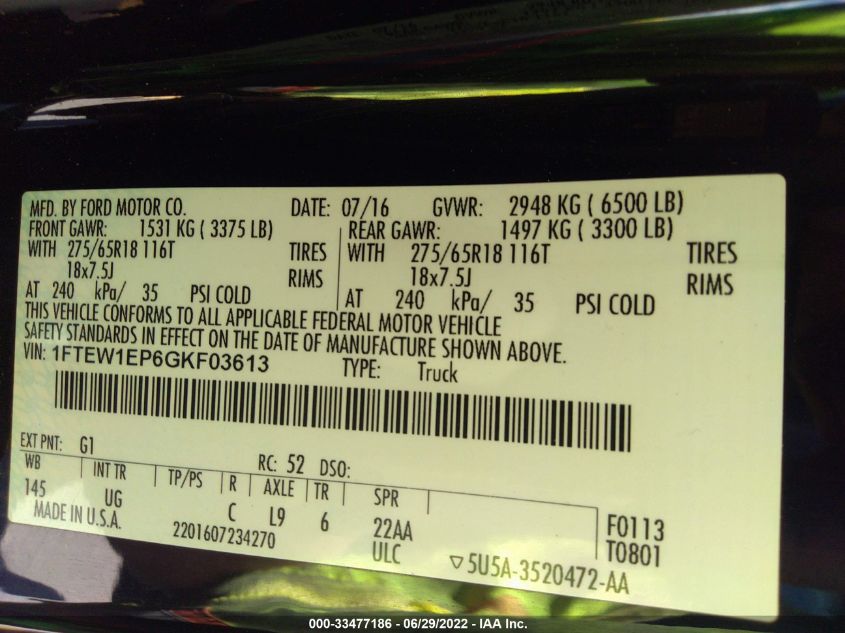 MFD. BY FORD MOTOR CO. DATE: 07/16 GVWR: 2948 KG ( 6500 LB)
FRONT GAWR: 1531 KG ( 3375 LB) REAR GAWR: 1497 KG ( 3300 LB)
WITH 275/65R18 116T TIRES WITH 275/65R18 116T TIRES
18x7.5J RIMS 18x7.5J RIMS
AT 240 kPa/ 35 PSI COLD AT 240 kPa/ 35 PSI COLD
THIS VEHICLE CONFORMS TO ALL APPLICABLE FEDERAL MOTOR VEHICLE
SAFETY STANDARDS IN EFFECT ON THE DATE OF MANUFACTURE SHOWN ABOVE.
VIN: 1FTEW1EP6GKF03613 TYPE: Truck
EXT PNT: G1 RC: 52 DSO:
WB INT TR TP/PS R AXLE TR SPR
145 UG C L9 6 22AA F0113
MADE IN U.S.A. 2201607234270 ULC T0801
▽5U5A-3520472-AA
000-33477186 - 06/29/2022 - IAA Inc.